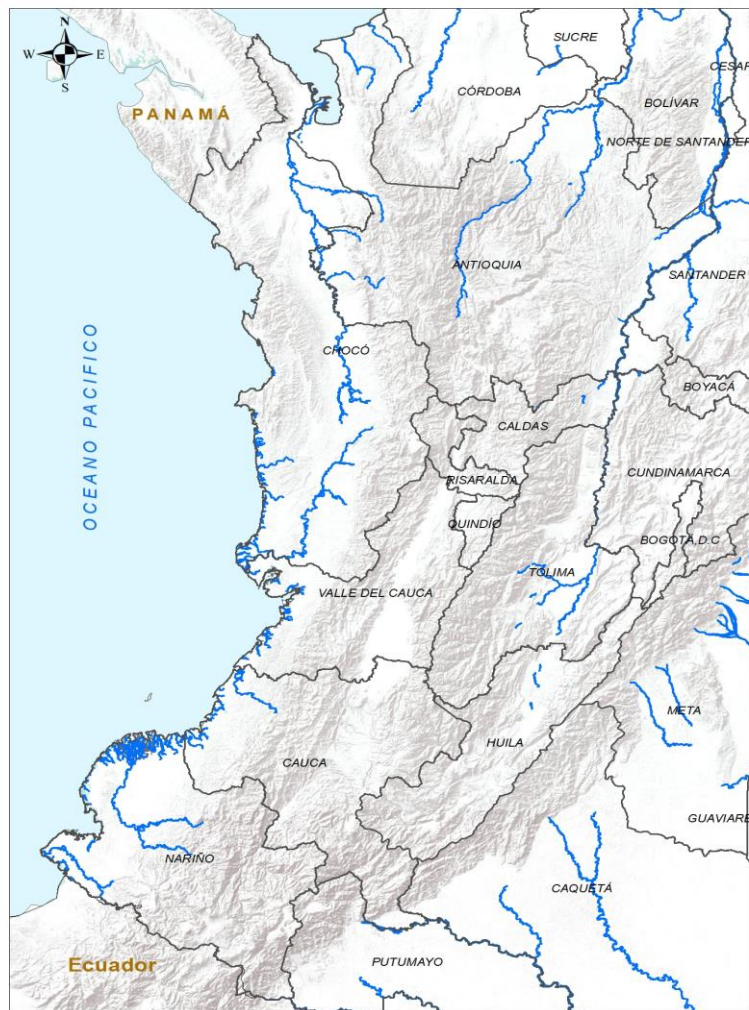 N
W E
S
SUCRE
CESAR
CÓRDOBA
BOLÍVAR
PANAMÁ
NORTE DE SANTANDER
ANTIOQUIA
SANTANDER
OCEANO PACIFICO
CHOCÓ
BOYACÁ
CALDAS
CUNDINAMARCA
RISARALDA
QUINDÍO
BOGOTÁ, D.C
TOLIMA
VALLE DEL CAUCA
META
HUILA
CAUCA
GUAVIARE
NARIÑO
CAQUETÁ
PUTUMAYO
Ecuador